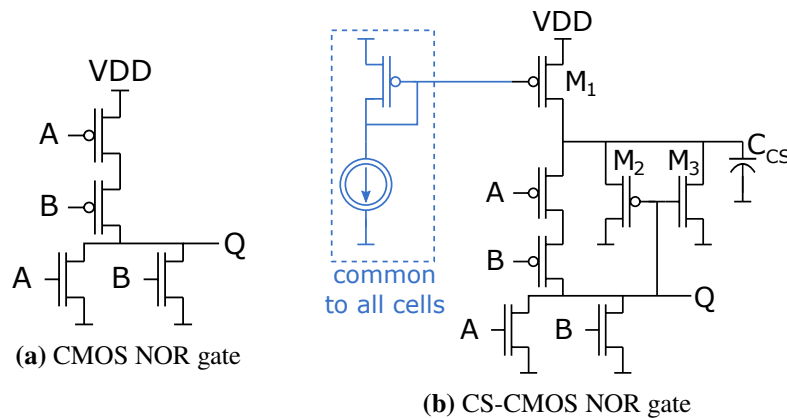 VDD
A
B
Q
A
B
(a) CMOS NOR gate
VDD
M1
CCS
M2
M3
A
B
common
to all cells
Q
A
B
(b) CS-CMOS NOR gate